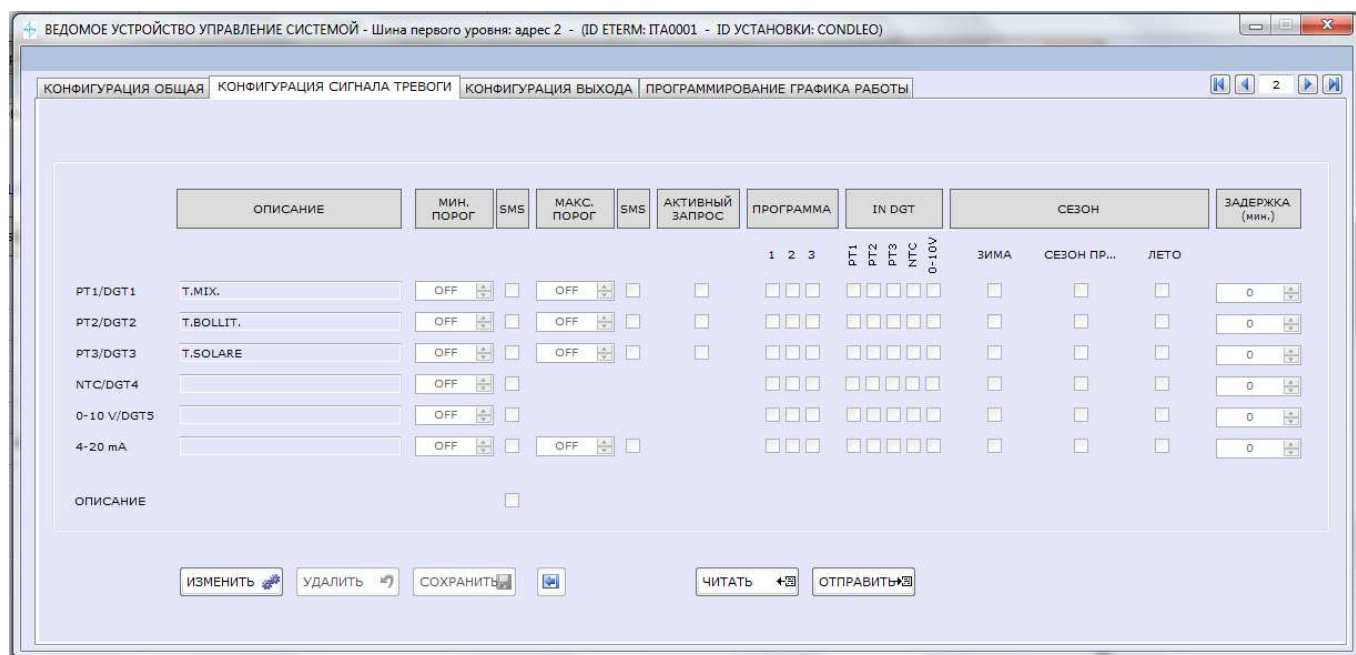 ВЕДОМОЕ УСТРОЙСТВО УПРАВЛЕНИЕ СИСТЕМОЙ - Шина первого уровня: адрес 2 - (ID ETERM: ITA0001 - ID УСТАНОВКИ: CONDLEO)
КОНФИГУРАЦИЯ ОБЩАЯ КОНФИГУРАЦИЯ СИГНАЛА ТРЕВОГИ КОНФИГУРАЦИЯ ВЫХОДА ПРОГРАММИРОВАНИЕ ГРАФИКА РАБОТЫ 2
ОПИСАНИЕ МИН. ПОРОГ SMS МАКС. ПОРОГ SMS АКТИВНЫЙ ЗАПРОС ПРОГРАММА IN DGT СЕЗОН ЗАДЕРЖКА (мин.)
1 2 3 PT1 PT2 PT3 NTC 0-10V ЗИМА СЕЗОН ПР... ЛЕТО
PT1/DGT1 T.MIX. OFF OFF 0
PT2/DGT2 T.BOLLIT. OFF OFF 0
PT3/DGT3 T.SOLARE OFF OFF 0
NTC/DGT4 OFF 0
0-10 V/DGT5 OFF 0
4-20 mA OFF OFF 0
ОПИСАНИЕ
ИЗМЕНИТЬ УДАЛИТЬ СОХРАНИТЬ ЧИТАТЬ ОТПРАВИТЬ